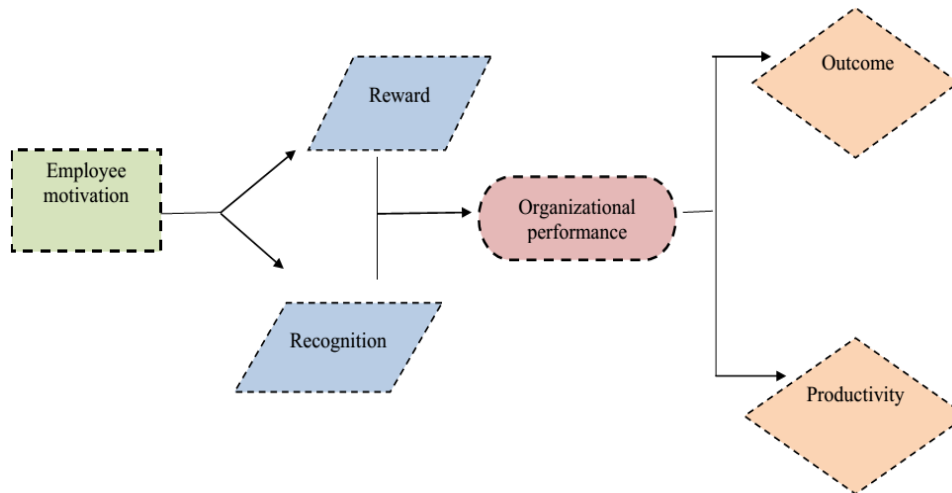 Employee
motivation
Reward
Recognition
Organizational
performance
Outcome
Productivity